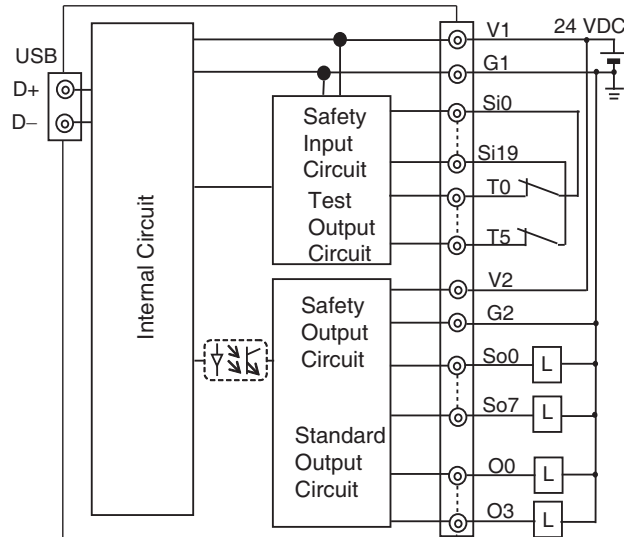 V1
24 VDC
USB
G1
D+
D−
Safety
Input
Circuit
Test
Output
Circuit
Si0
Si19
T0
T5
Internal Circuit
V2
G2
Safety
Output
Circuit
So0
L
So7
L
Standard
Output
Circuit
O0
L
O3
L